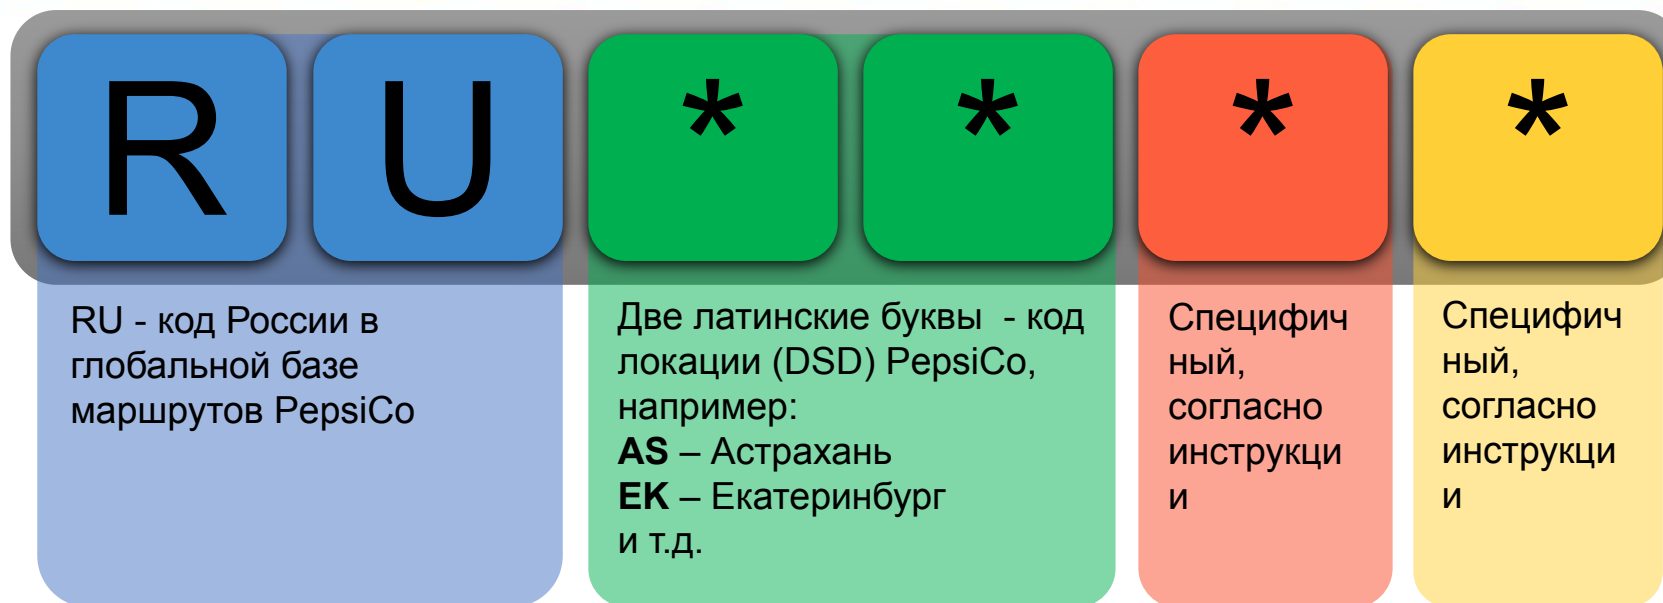 R U * * * *
RU - код России в
глобальной базе
маршрутов PepsiCo
Две латинские буквы - код
локации (DSD) PepsiCo,
например:
AS – Астрахань
EK – Екатеринбург
и т.д.
Специфич
ный,
согласно
инструкци
и
Специфич
ный,
согласно
инструкци
и